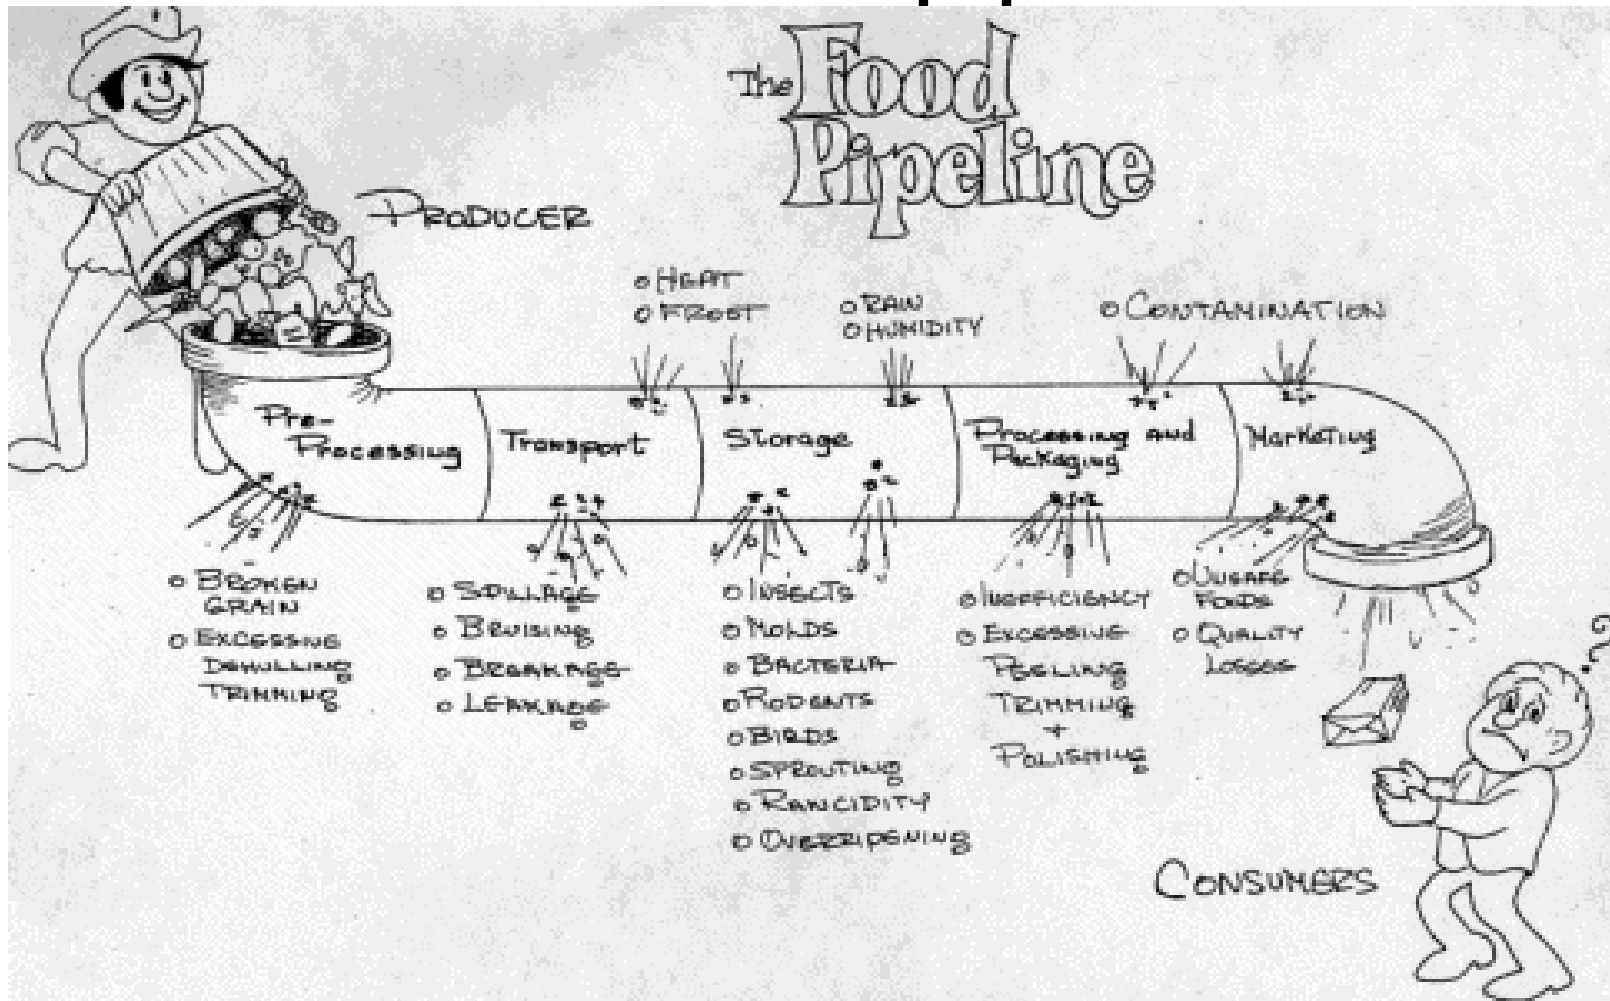 The Food
Pipeline
PRODUCER
o HEAT
o FROST
o RAIN
o HUMIDITY
o CONTAMINATION
Pre-
Processing
Transport
Storage
Processing and
Packaging
Marketing
o BROKEN
GRAIN
o EXCESSIVE
DEHULLING
TRIMMING
o SPILLAGE
o BRUISING
o BREAKAGE
o LEAKAGE
o INSECTS
o MOLDS
o BACTERIA
o RODENTS
o BIRDS
o SPROUTING
o RANCIDITY
o OVERRIPENING
o INEFFICIENCY
o EXCESSIVE
PEELING
TRIMMING
+
POLISHING
o UNSAFE
FOODS
o QUALITY
LOSSES
?
CONSUMERS